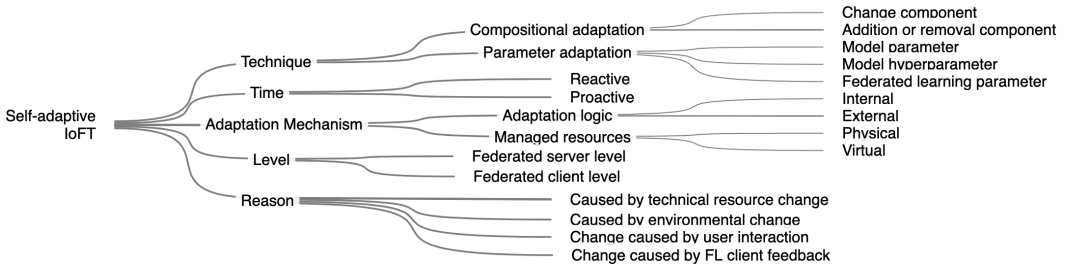 Self-adaptive
IoFT
Technique
Compositional adaptation
Change component
Addition or removal component
Parameter adaptation
Model parameter
Model hyperparameter
Federated learning parameter
Time
Reactive
Proactive
Adaptation Mechanism
Adaptation logic
Internal
External
Managed resources
Physical
Virtual
Level
Federated server level
Federated client level
Reason
Caused by technical resource change
Caused by environmental change
Change caused by user interaction
Change caused by FL client feedback